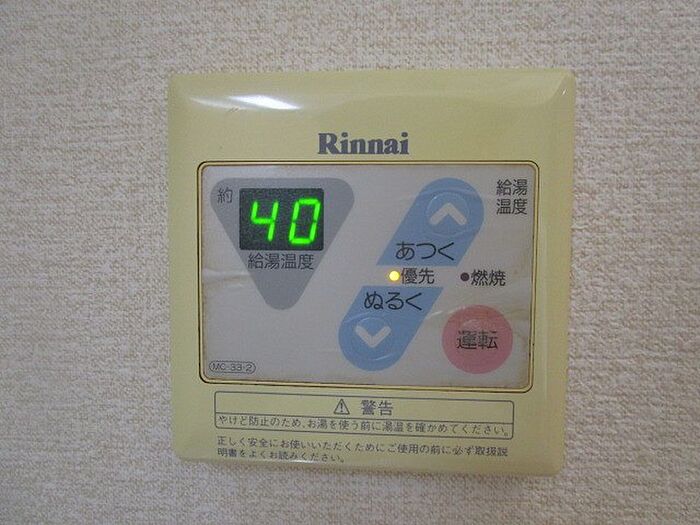 Rinnai
約
40
給湯温度
給湯
温度
あつく
優先
燃焼
ぬるく
運転
MC-33-2
⚠ 警告
やけど防止のため、お湯を使う前に湯温を確かめてください。
正しく安全にお使いいただくためにご使用の前に必ず取扱説
明書をよくお読みください。